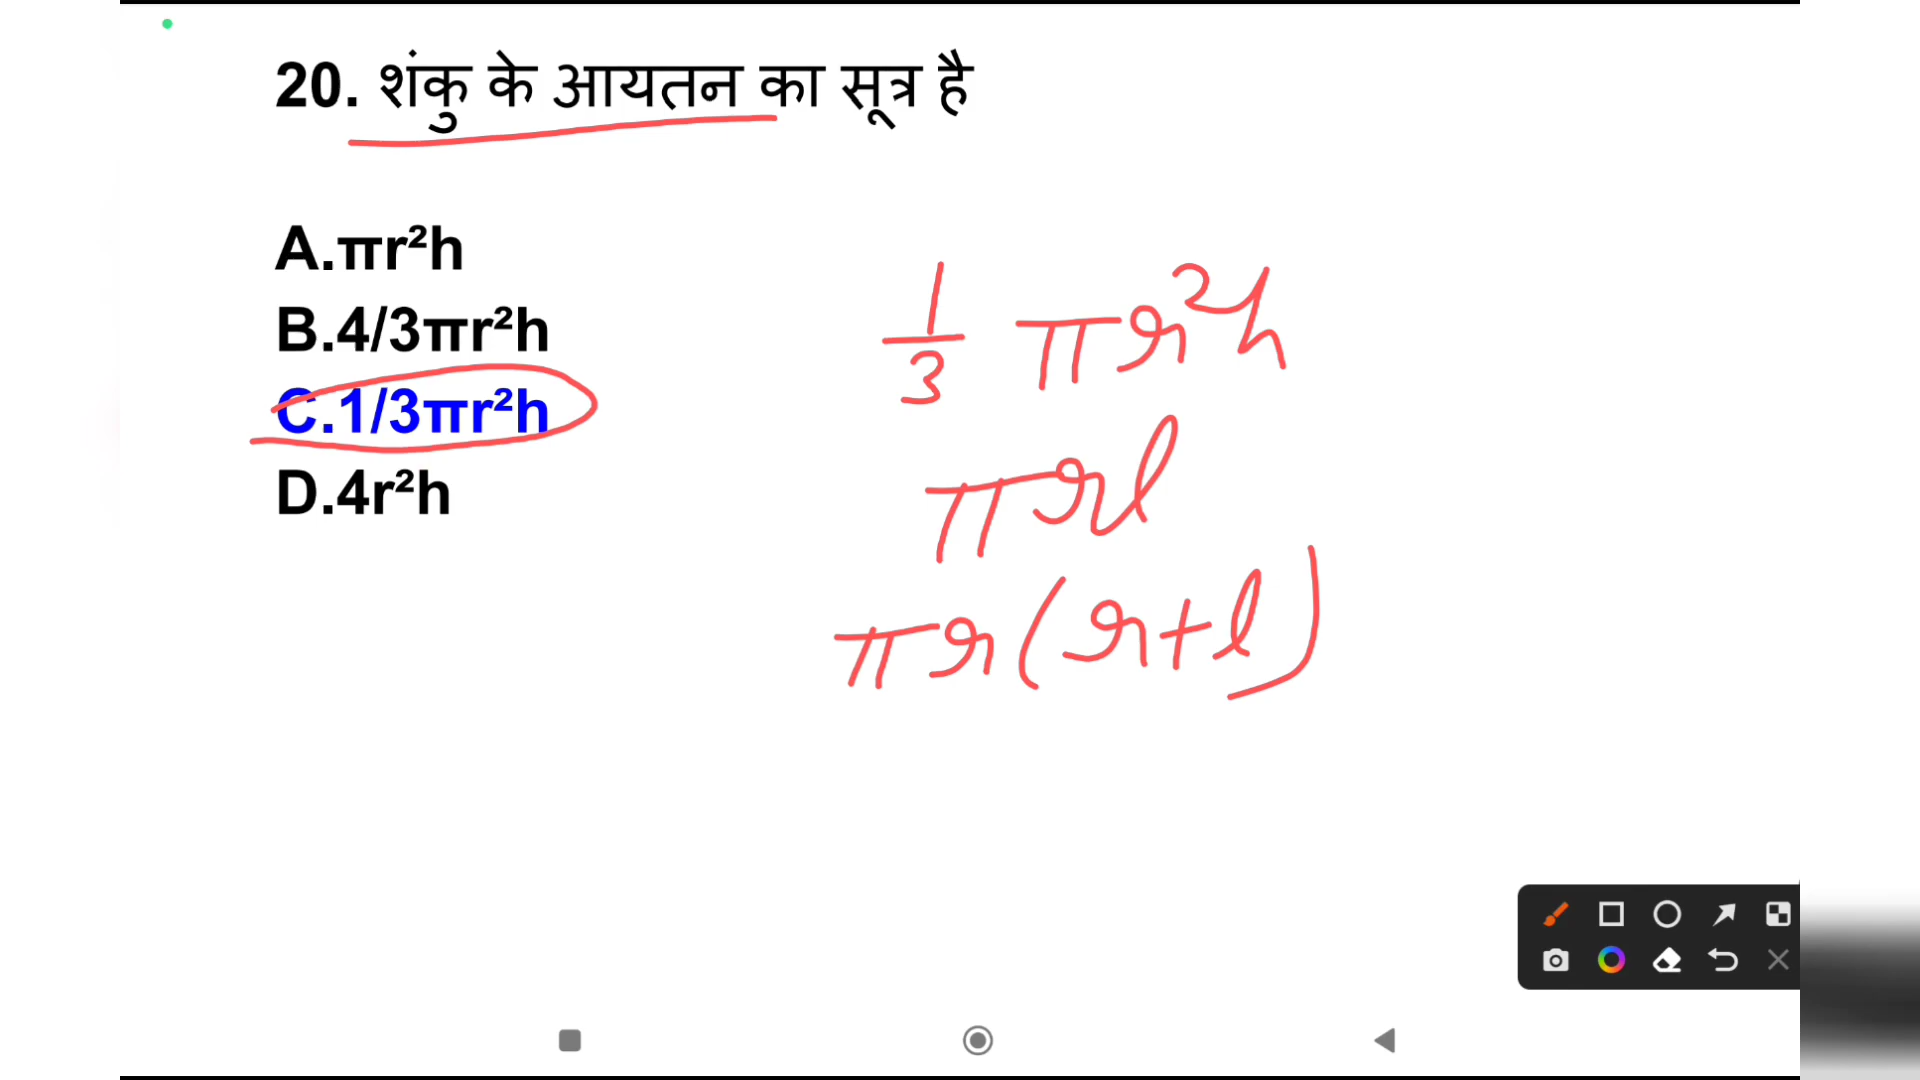 20. शंकु के आयतन का सूत्र है
A.πr²h
B.4/3πr²h
C.1/3πr²h
D.4r²h
1/3 πr²h
πrl
πr(r+l)